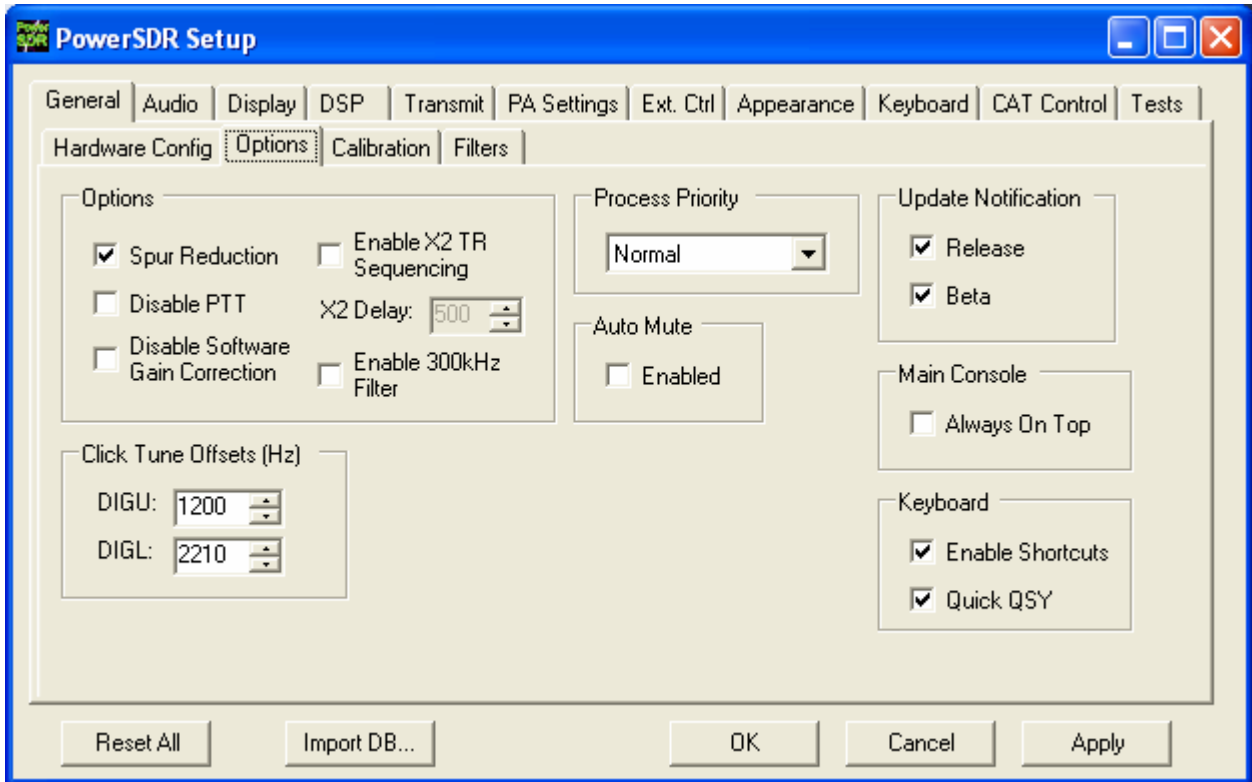 Power SDR PowerSDR Setup
General Audio Display DSP Transmit PA Settings Ext. Ctrl Appearance Keyboard CAT Control Tests
Hardware Config Options Calibration Filters
Options
Spur Reduction
Disable PTT
Disable Software
Gain Correction
Enable X2 TR
Sequencing
X2 Delay: 500
Enable 300kHz
Filter
Process Priority
Normal
Auto Mute
Enabled
Update Notification
Release
Beta
Main Console
Always On Top
Click Tune Offsets (Hz)
DIGU: 1200
DIGL: 2210
Keyboard
Enable Shortcuts
Quick QSY
Reset All Import DB... OK Cancel Apply